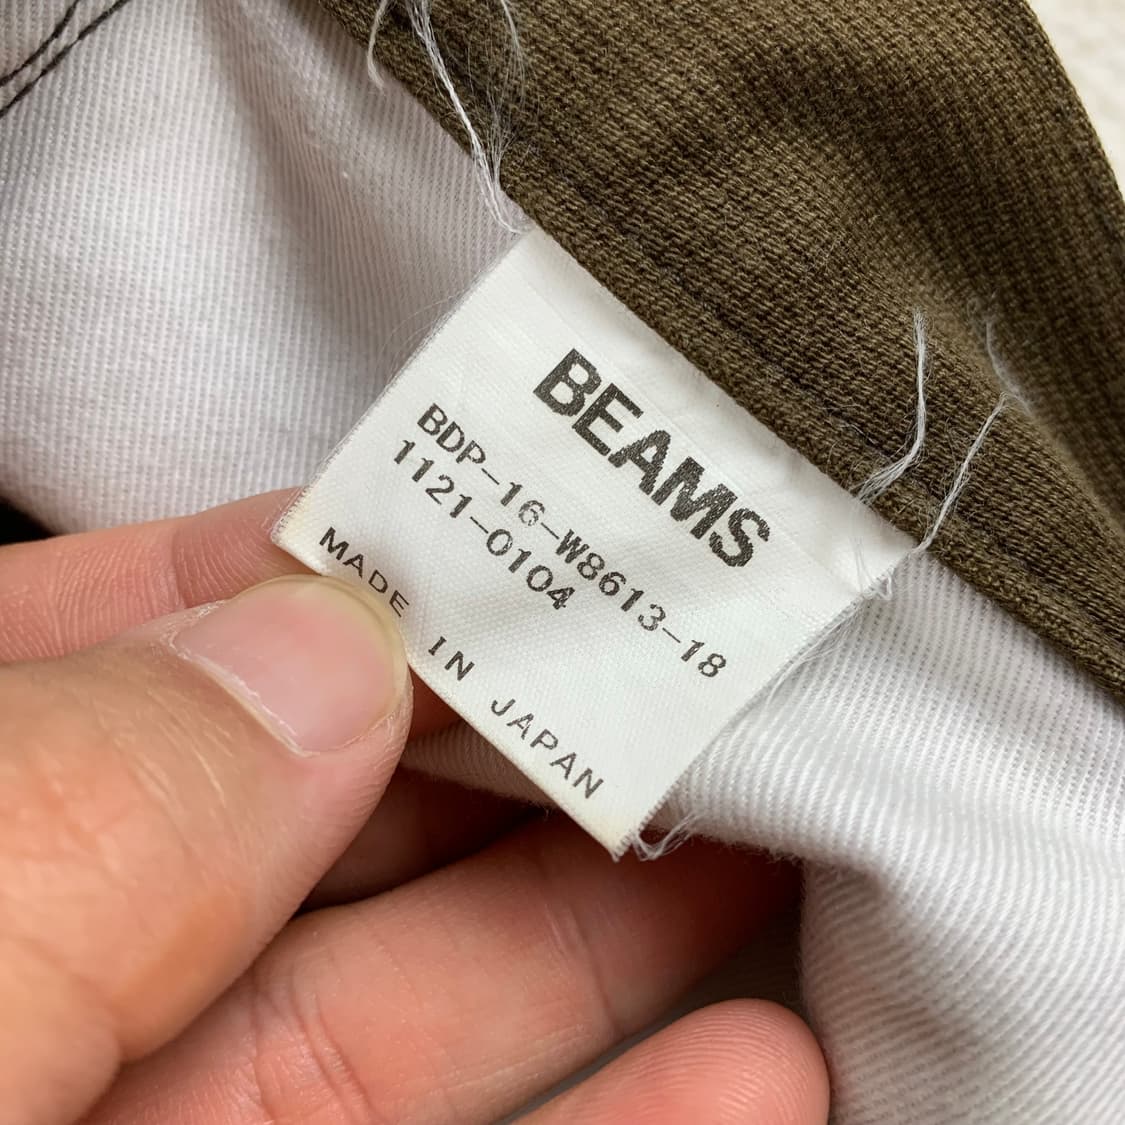 BEAMS
BDP-16-W8613-18
1121-0104
MADE IN JAPAN